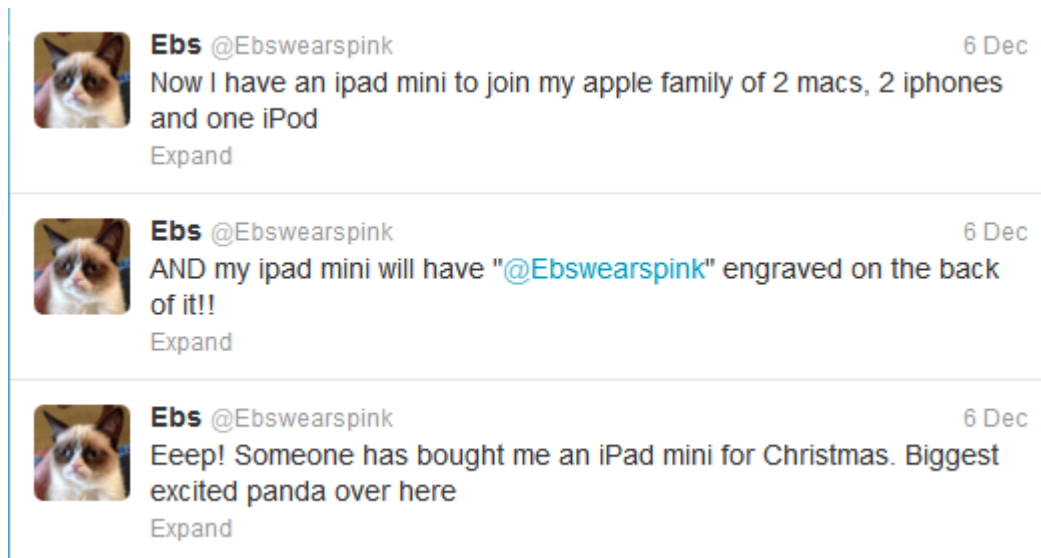 Ebs @Ebswearspink 6 Dec
Now I have an ipad mini to join my apple family of 2 macs, 2 iphones
and one iPod
Expand
Ebs @Ebswearspink 6 Dec
AND my ipad mini will have "@Ebswearspink" engraved on the back
of it!!
Expand
Ebs @Ebswearspink 6 Dec
Eeep! Someone has bought me an iPad mini for Christmas. Biggest
excited panda over here
Expand